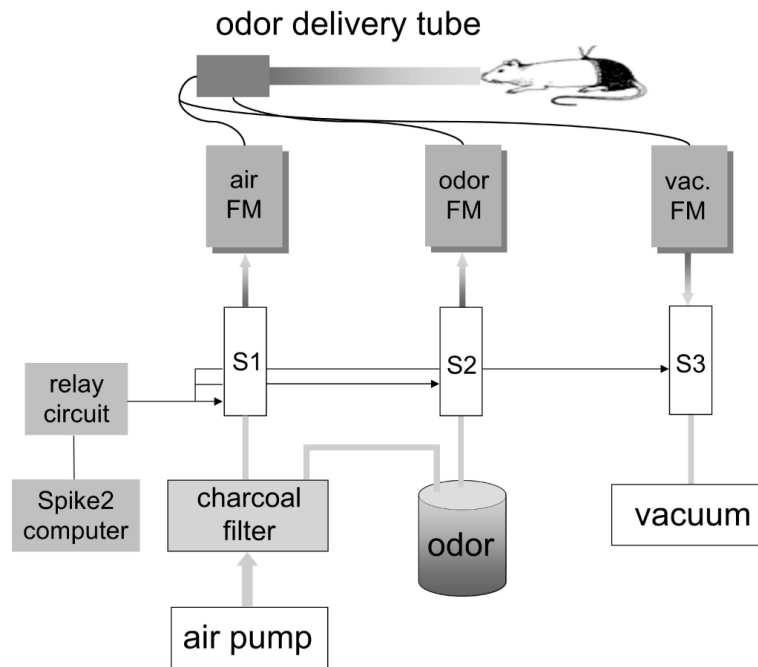 odor delivery tube
air
FM
odor
FM
vac.
FM
S1
S2
S3
relay
circuit
Spike2
computer
charcoal
filter
odor
vacuum
air pump